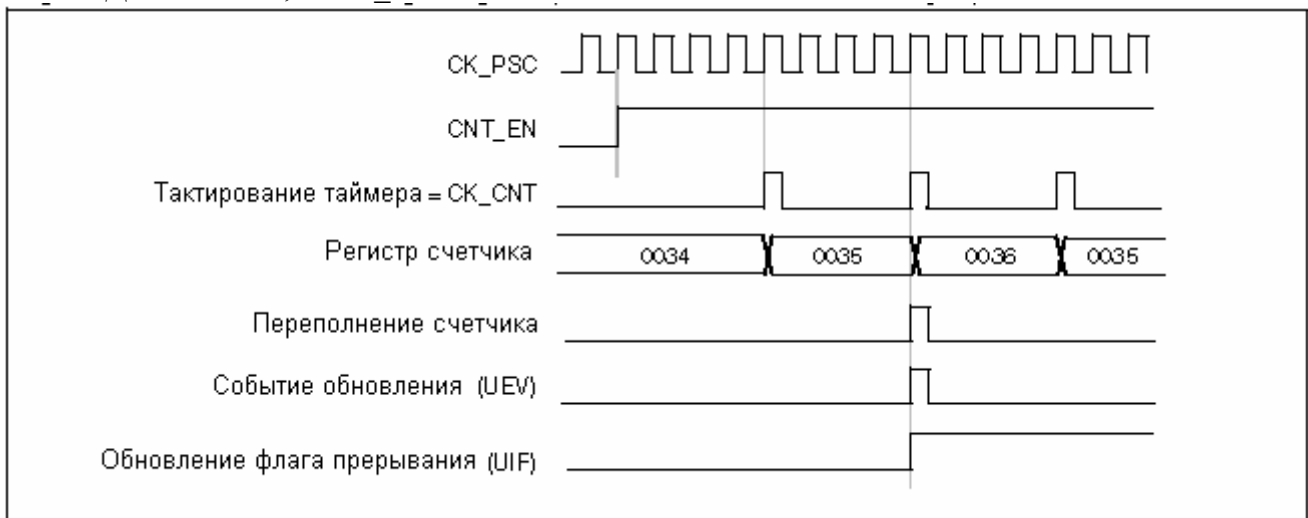 CK_PSC
CNT_EN
Тактирование таймера = CK_CNT
Регистр счетчика 0034 0035 0036 0035
Переполнение счетчика
Событие обновления (UEV)
Обновление флага прерывания (UIF)